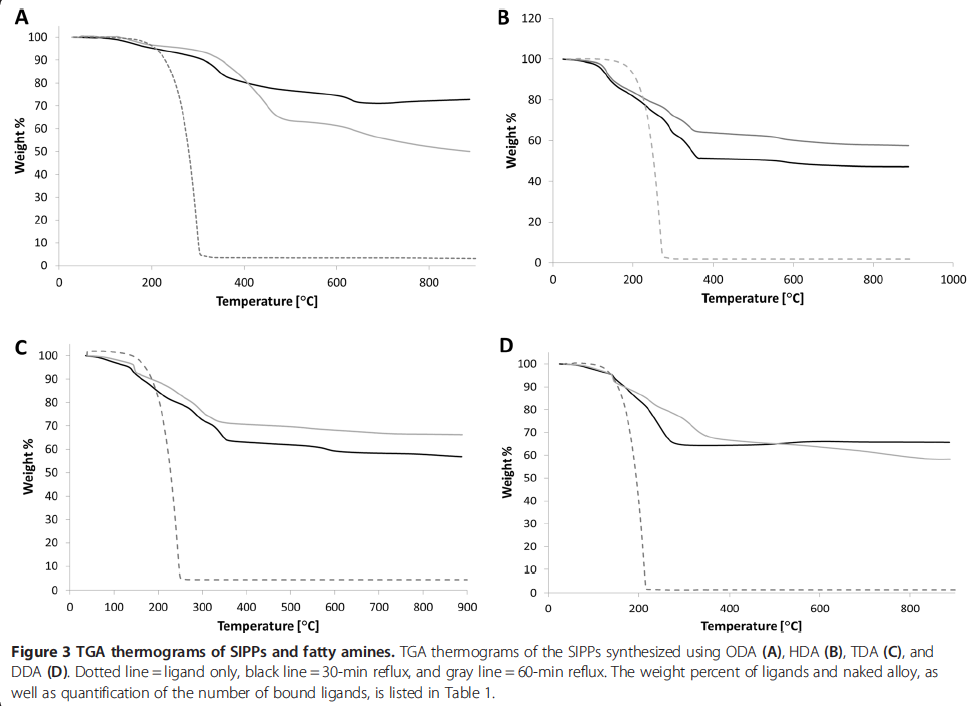 A
100
90
80
70
60
50
40
30
20
10
0
Weight %
0 200 400 600 800
Temperature [°C]
B
120
100
80
60
40
20
0
Weight %
0 200 400 600 800 1000
Temperature [°C]
C
100
90
80
70
60
50
40
30
20
10
0
Weight %
0 100 200 300 400 500 600 700 800 900
Temperature [°C]
D
100
90
80
70
60
50
40
30
20
10
0
Weight %
0 200 400 600 800
Temperature [°C]
Figure 3 TGA thermograms of SIPPs and fatty amines. TGA thermograms of the SIPPs synthesized using ODA (A), HDA (B), TDA (C), and
DDA (D). Dotted line = ligand only, black line = 30-min reflux, and gray line = 60-min reflux. The weight percent of ligands and naked alloy, as
well as quantification of the number of bound ligands, is listed in Table 1.